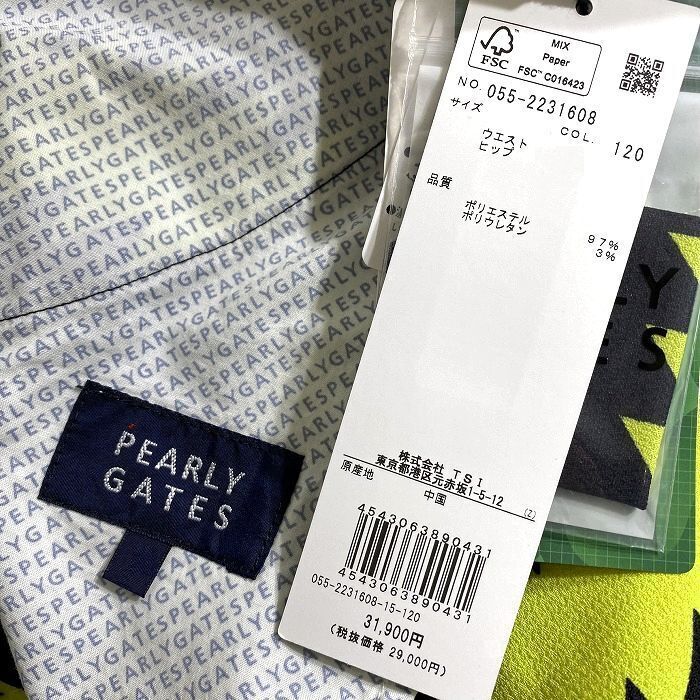 MIX
Paper
FSC™ C016423
FSC
NO. 055-2231608
サイズ COL. 120
ウエスト
ヒップ
品質
ポリエステル 97%
ポリウレタン 3%
株式会社 TSI
東京都港区元赤坂1-5-12
原産地 中国 (Z)
4543063890431
4543063890431
055-2231608-15-120
31,900円
(税抜価格 29,000円)
PEARLY
GATES
LY
ES
PEARLYGATESPEARLYGATESPEARLYGATES